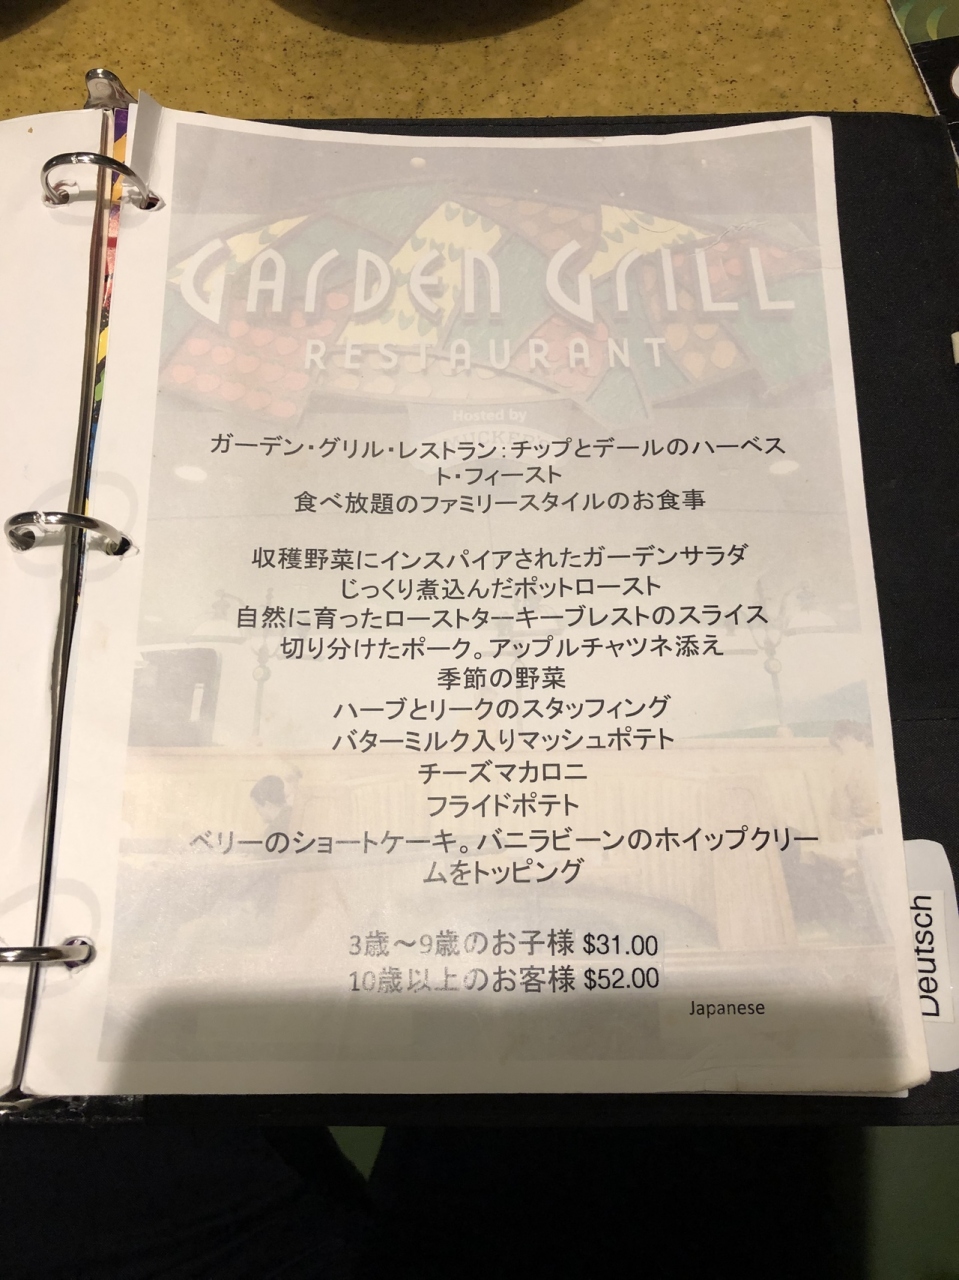 GARDEN GRILL
RESTAURANT
Hosted by
ガーデン・グリル・レストラン：チップとデールのハーベス
ト・フィースト
食べ放題のファミリースタイルのお食事
収穫野菜にインスパイアされたガーデンサラダ
じっくり煮込んだポットロースト
自然に育ったローストターキーブレストのスライス
切り分けたポーク。アップルチャツネ添え
季節の野菜
ハーブとリークのスタッフィング
バターミルク入りマッシュポテト
チーズマカロニ
フライドポテト
ベリーのショートケーキ。バニラビーンのホイップクリー
ムをトッピング
3歳～9歳のお子様 $31.00
10歳以上のお客様 $52.00
Japanese
Deutsch